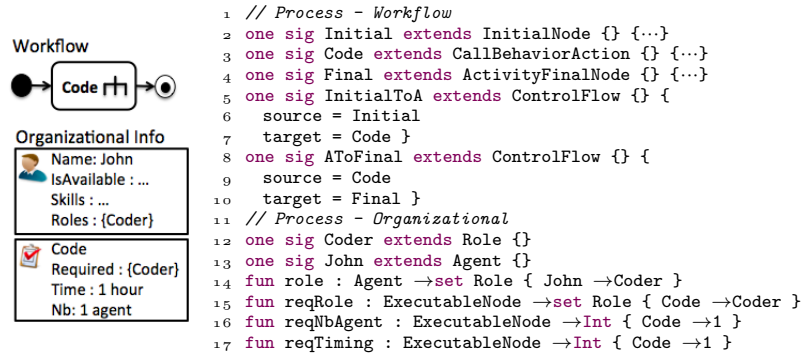 Workflow
Code
Organizational Info
Name: John
IsAvailable : ...
Skills : ...
Roles : {Coder}
Code
Required : {Coder}
Time : 1 hour
Nb: 1 agent
1 // Process - Workflow
2 one sig Initial extends InitialNode {} {···}
3 one sig Code extends CallBehaviorAction {} {···}
4 one sig Final extends ActivityFinalNode {} {···}
5 one sig InitialToA extends ControlFlow {} {
6 source = Initial
7 target = Code }
8 one sig AToFinal extends ControlFlow {} {
9 source = Code
10 target = Final }
11 // Process - Organizational
12 one sig Coder extends Role {}
13 one sig John extends Agent {}
14 fun role : Agent →set Role { John →Coder }
15 fun reqRole : ExecutableNode →set Role { Code →Coder }
16 fun reqNbAgent : ExecutableNode →Int { Code →1 }
17 fun reqTiming : ExecutableNode →Int { Code →1 }